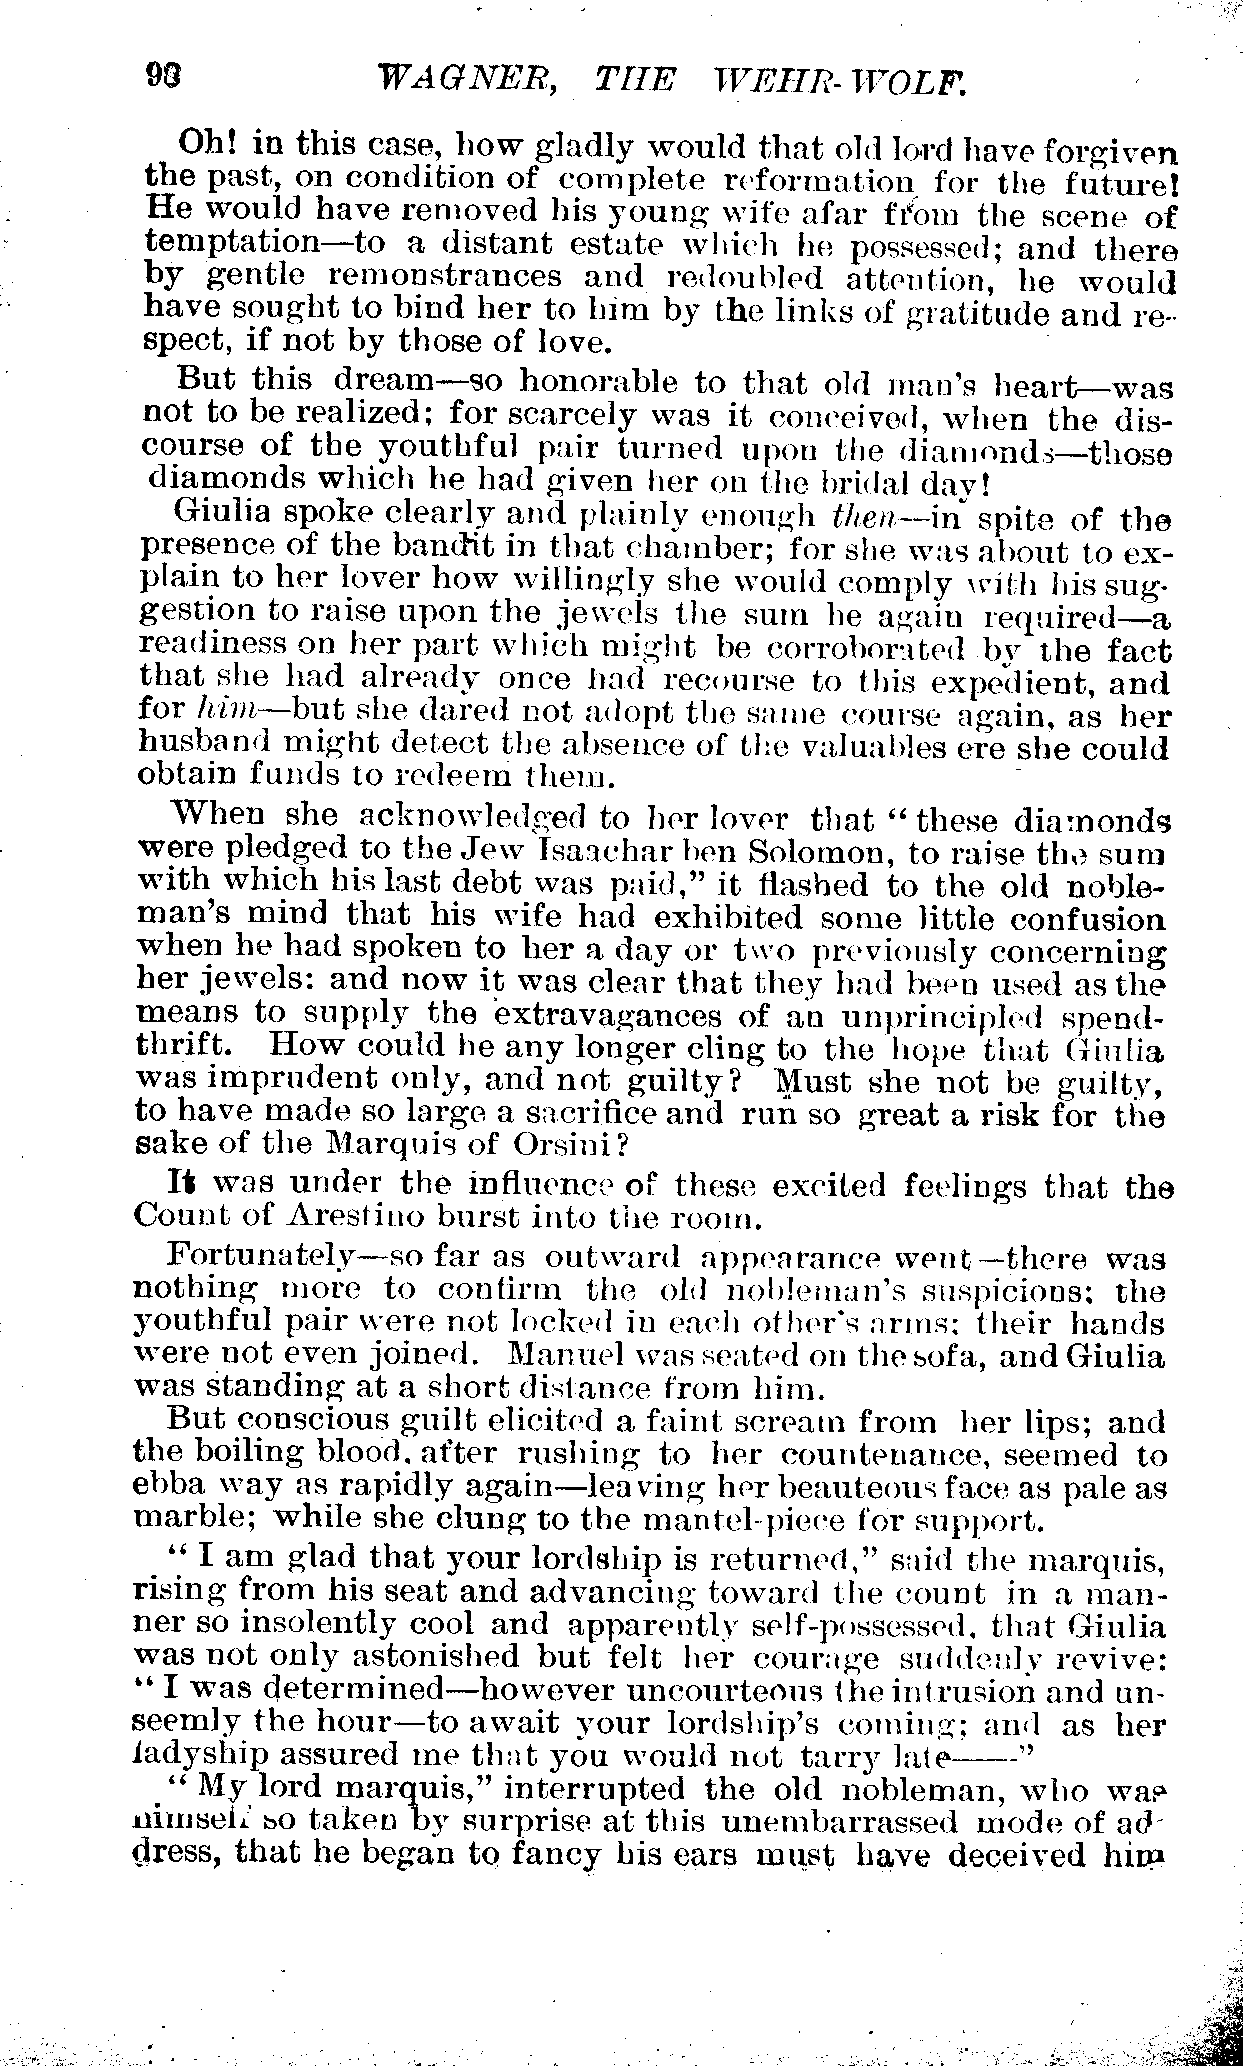 98 WAGNER, THE WEHR-WOLF.
Oh! in this case, how gladly would that old lord have forgiven
the past, on condition of complete reformation for the future!
He would have removed his young wife afar from the scene of
temptation—to a distant estate which he possessed; and there
by gentle remonstrances and redoubled attention, he would
have sought to bind her to him by the links of gratitude and re-
spect, if not by those of love.
But this dream—so honorable to that old man's heart—was
not to be realized; for scarcely was it conceived, when the dis-
course of the youthful pair turned upon the diamonds—those
diamonds which he had given her on the bridal day!
Giulia spoke clearly and plainly enough then—in spite of the
presence of the bandit in that chamber; for she was about to ex-
plain to her lover how willingly she would comply with his sug-
gestion to raise upon the jewels the sum he again required—a
readiness on her part which might be corroborated by the fact
that she had already once had recourse to this expedient, and
for him—but she dared not adopt the same course again, as her
husband might detect the absence of the valuables ere she could
obtain funds to redeem them.
When she acknowledged to her lover that "these diamonds
were pledged to the Jew Isaachar ben Solomon, to raise the sum
with which his last debt was paid," it flashed to the old noble-
man's mind that his wife had exhibited some little confusion
when he had spoken to her a day or two previously concerning
her jewels: and now it was clear that they had been used as the
means to supply the extravagances of an unprincipled spend-
thrift. How could he any longer cling to the hope that Giulia
was imprudent only, and not guilty? Must she not be guilty,
to have made so large a sacrifice and run so great a risk for the
sake of the Marquis of Orsini?
It was under the influence of these excited feelings that the
Count of Arestino burst into the room.
Fortunately—so far as outward appearance went—there was
nothing more to confirm the old nobleman's suspicions; the
youthful pair were not locked in each other's arms: their hands
were not even joined. Manuel was seated on the sofa, and Giulia
was standing at a short distance from him.
But conscious guilt elicited a faint scream from her lips; and
the boiling blood, after rushing to her countenance, seemed to
ebba way as rapidly again—leaving her beauteous face as pale as
marble; while she clung to the mantel-piece for support.
"I am glad that your lordship is returned," said the marquis,
rising from his seat and advancing toward the count in a man-
ner so insolently cool and apparently self-possessed, that Giulia
was not only astonished but felt her courage suddenly revive:
"I was determined—however uncourteous the intrusion and un-
seemly the hour—to await your lordship's coming; and as her
ladyship assured me that you would not tarry late——"
"My lord marquis," interrupted the old nobleman, who was
himself so taken by surprise at this unembarrassed mode of ad-
dress, that he began to fancy his ears must have deceived him